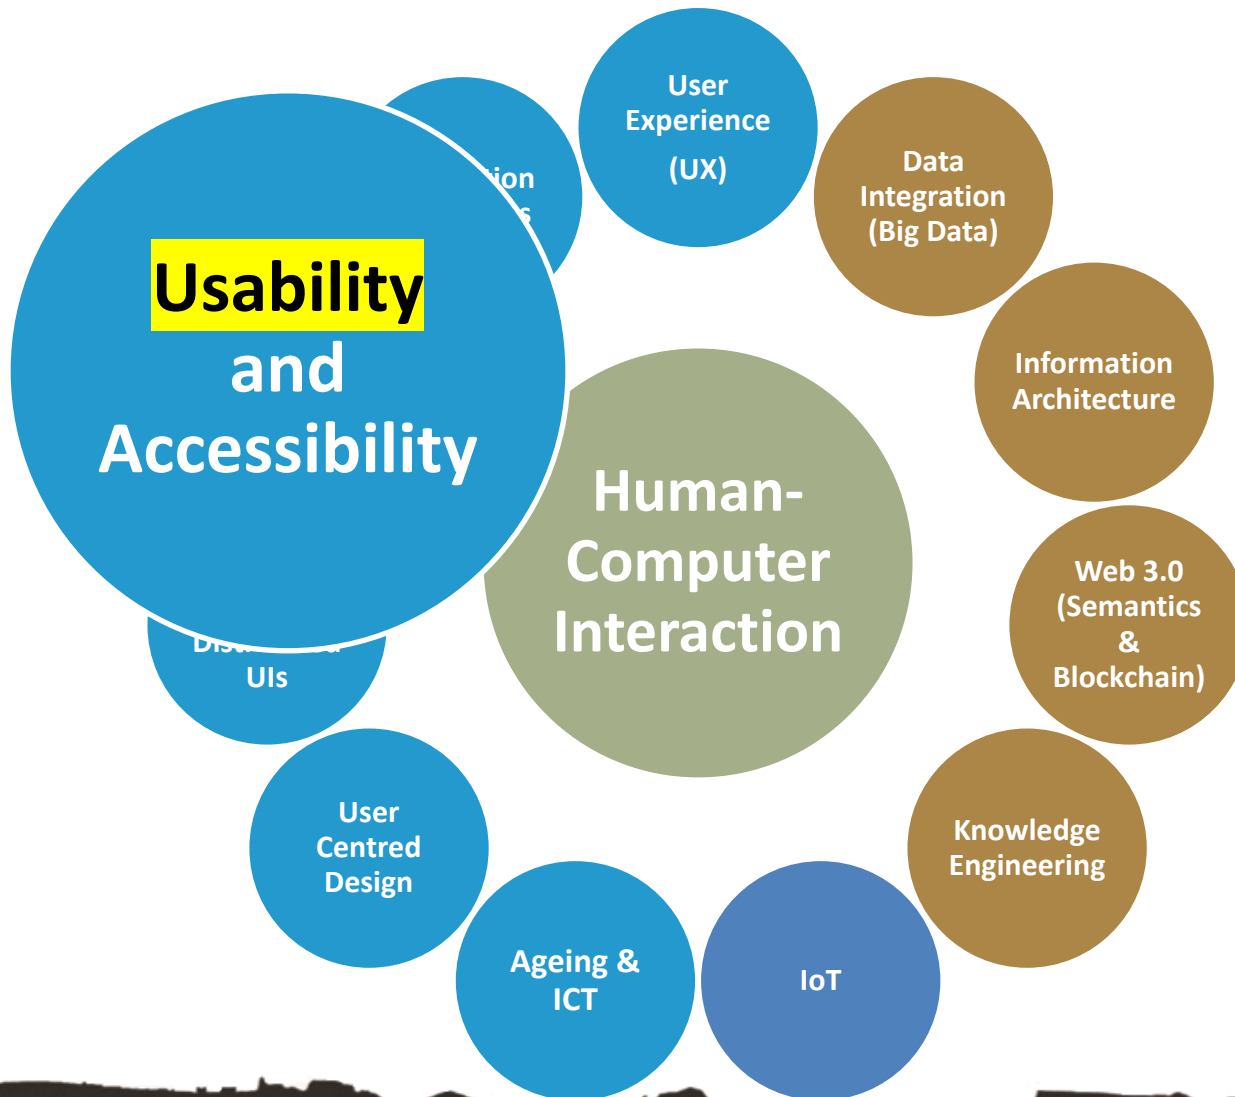 User
Experience
(UX)
Data
Integration
(Big Data)
Usability
and
Accessibility
Information
Architecture
Human-
Computer
Interaction
Web 3.0
(Semantics
&
Blockchain)
UIs
User
Centred
Design
Knowledge
Engineering
Ageing &
ICT
IoT